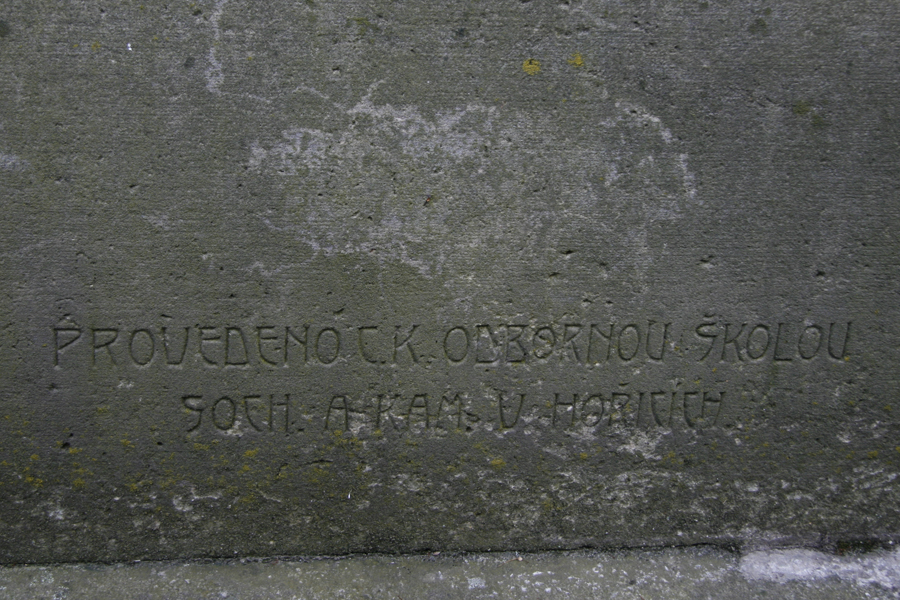 PROVEDENO C.K. ODBORNOU ŠKOLOU
SOCH. A KAM. V HOŘICÍCH.